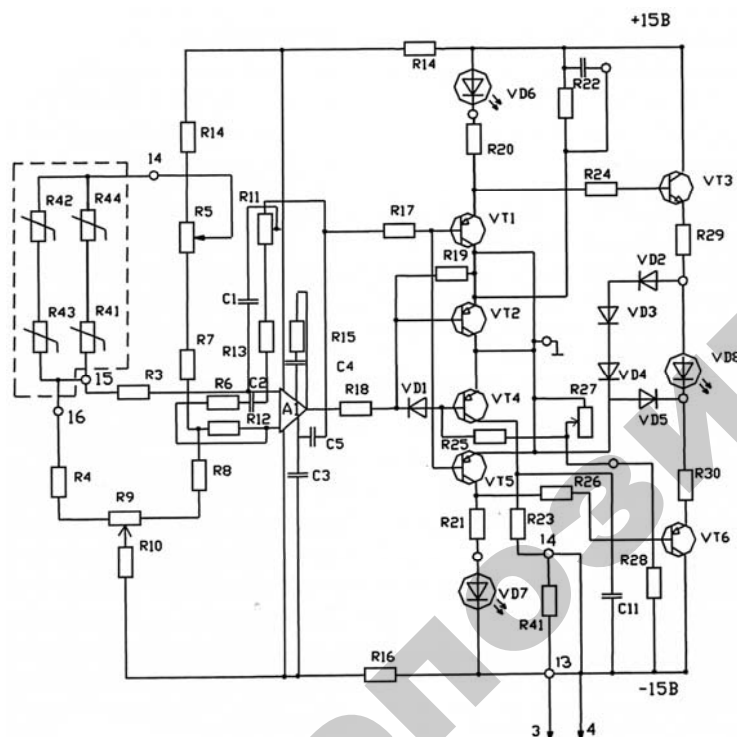 +15В
R14
VD6
R22
R14
14
R20
R42
R44
R5
R11
R24
VT3
R17
VT1
R29
R19
VD2
C1
VD3
R43
R41
R7
R13
R15
VT2
C4
VD4
VD8
15
R3
R6
C2
A1
R18
VD1
VT4
R27
VD5
16
R12
C5
R25
R4
R8
C3
VT5
R26
R30
R9
R21
R23
VT6
R10
14
R28
VD7
R41
C11
R16
13
-15В
3
4
пози